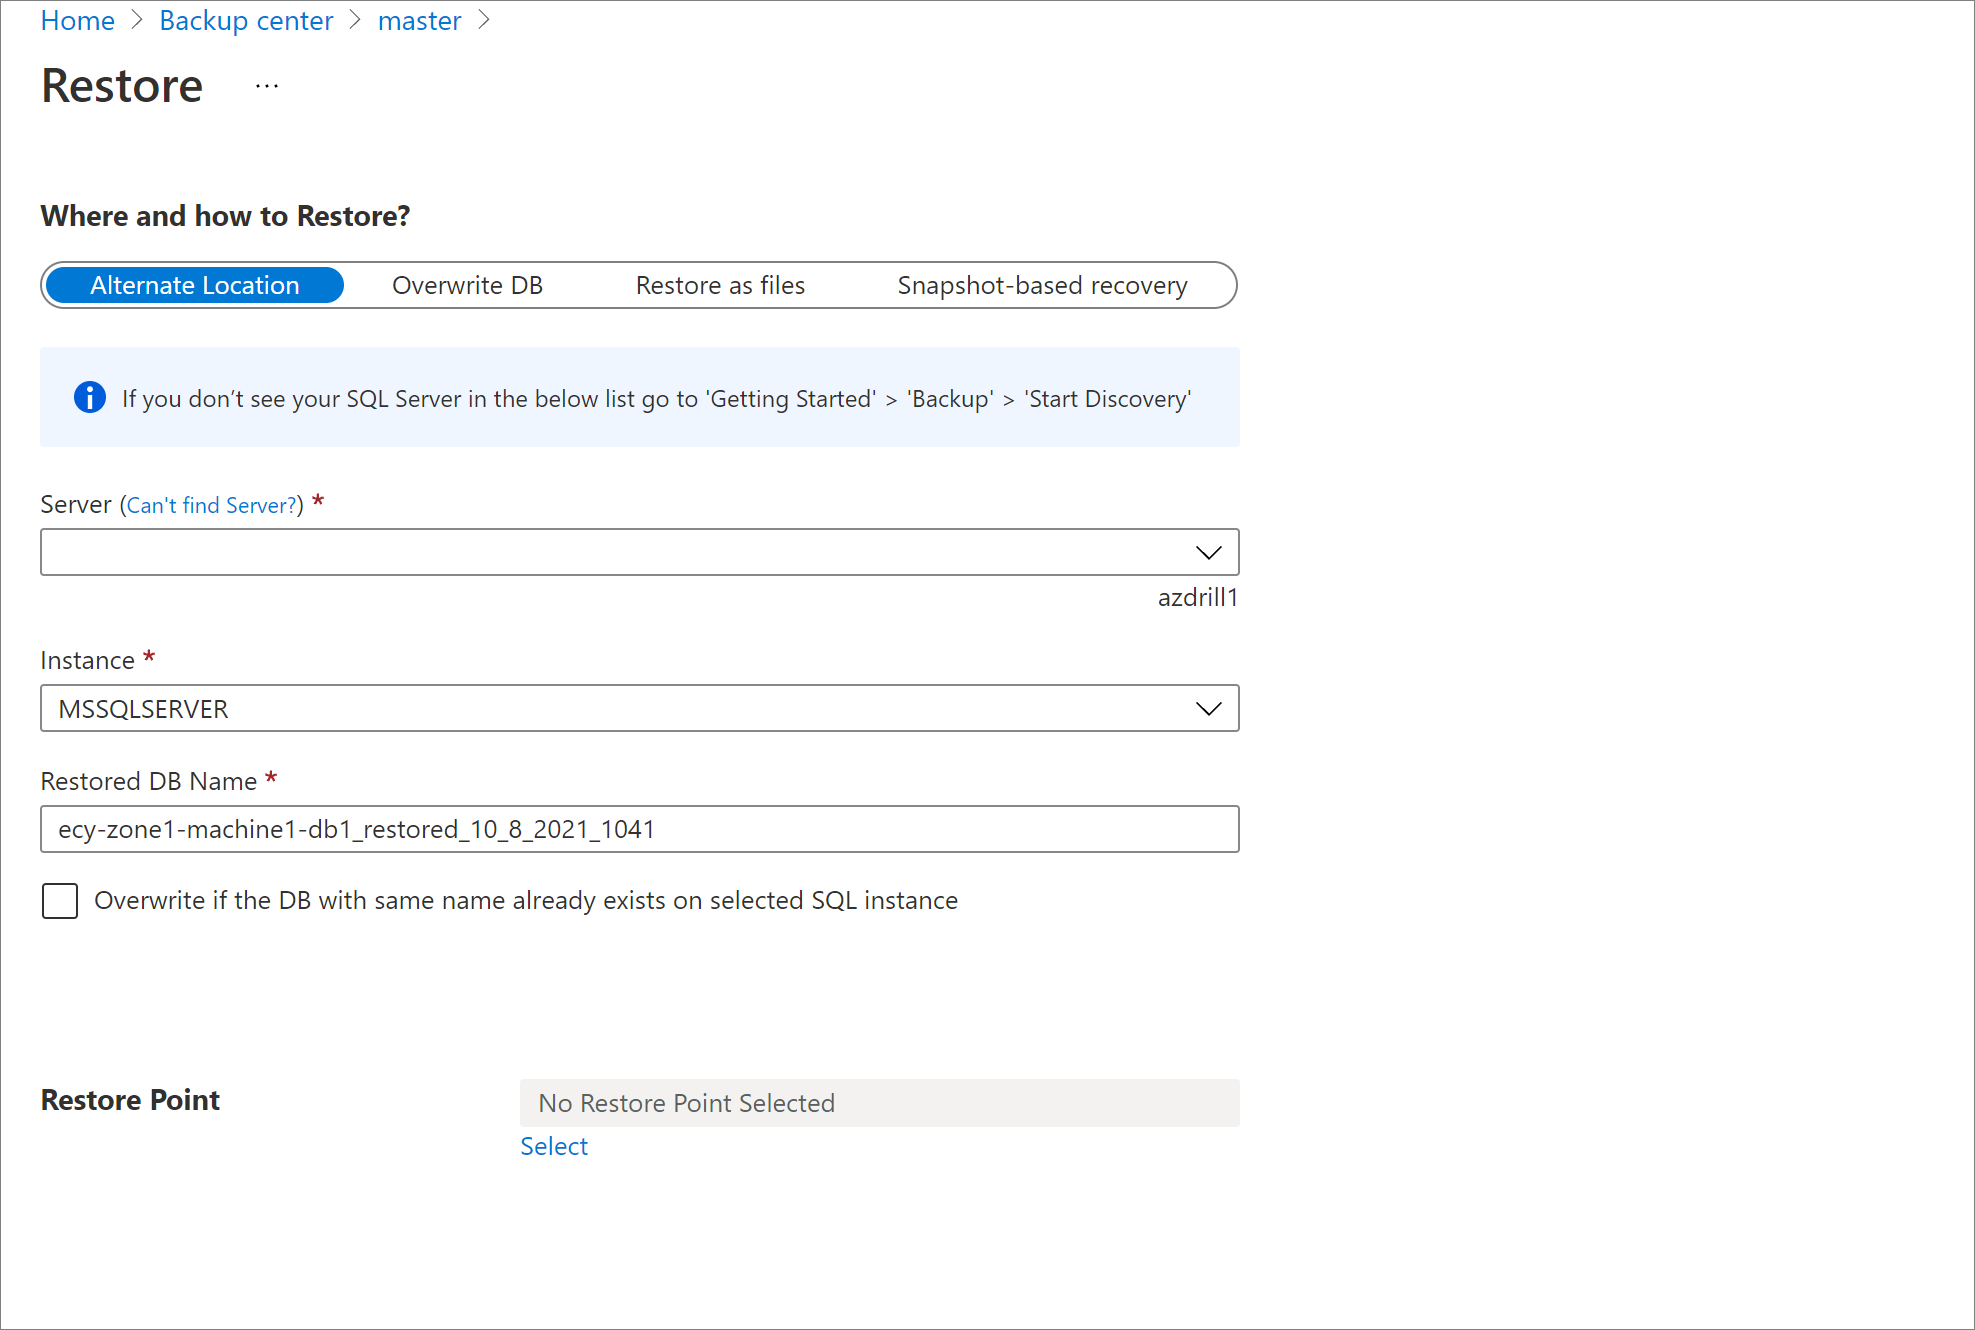 Home > Backup center > master >
Restore ...
Where and how to Restore?
Alternate Location Overwrite DB Restore as files Snapshot-based recovery
If you don’t see your SQL Server in the below list go to 'Getting Started' > 'Backup' > 'Start Discovery'
Server (Can't find Server?) *
azdrill1
Instance *
MSSQLSERVER
Restored DB Name *
ecy-zone1-machine1-db1_restored_10_8_2021_1041
Overwrite if the DB with same name already exists on selected SQL instance
Restore Point No Restore Point Selected
Select